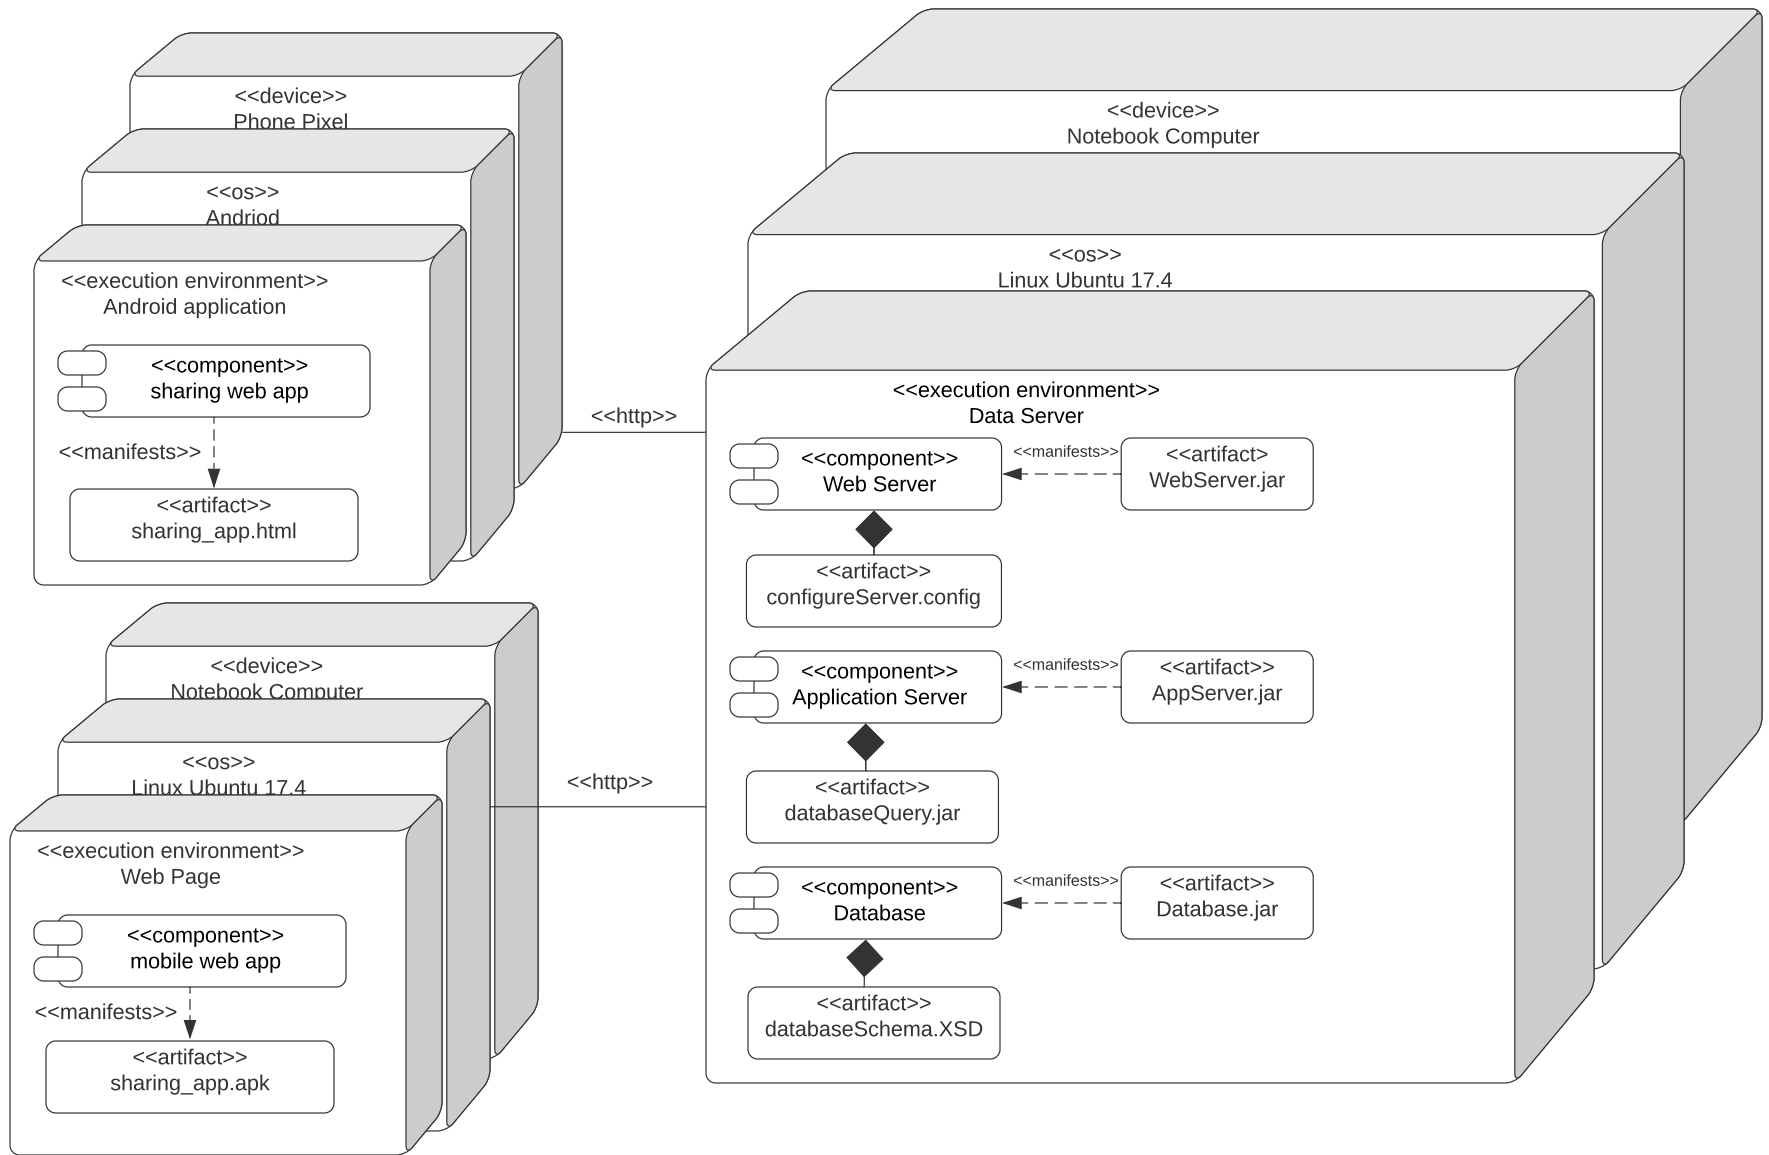 <<device>>
Phone Pixel
<<os>>
Andriod
<<execution environment>>
Android application
<<component>>
sharing web app
<<manifests>>
<<artifact>>
sharing_app.html
<<device>>
Notebook Computer
<<os>>
Linux Ubuntu 17.4
<<execution environment>>
Web Page
<<component>>
mobile web app
<<manifests>>
<<artifact>>
sharing_app.apk
<<http>>
<<http>>
<<device>>
Notebook Computer
<<os>>
Linux Ubuntu 17.4
<<execution environment>>
Data Server
<<component>>
Web Server
<<manifests>>
<<artifact>
WebServer.jar
<<artifact>>
configureServer.config
<<component>>
Application Server
<<manifests>>
<<artifact>>
AppServer.jar
<<artifact>>
databaseQuery.jar
<<component>>
Database
<<manifests>>
<<artifact>>
Database.jar
<<artifact>>
databaseSchema.XSD